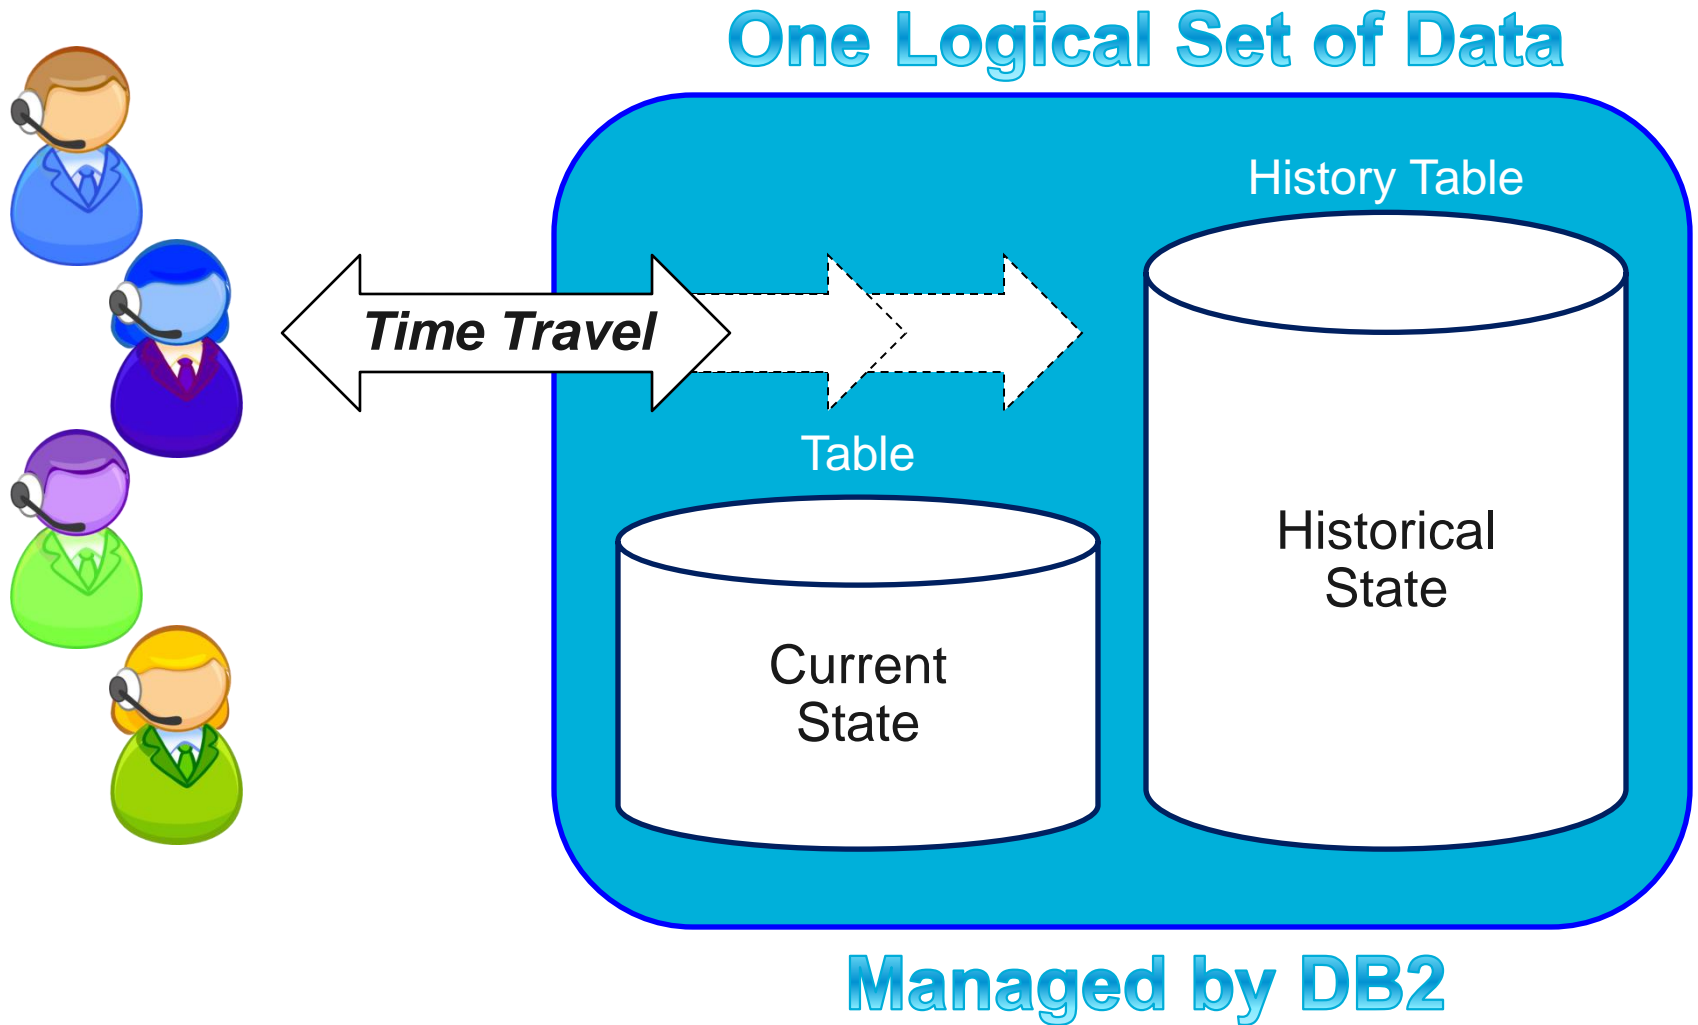 One Logical Set of Data
History Table
Time Travel
Table
Historical
State
Current
State
Managed by DB2